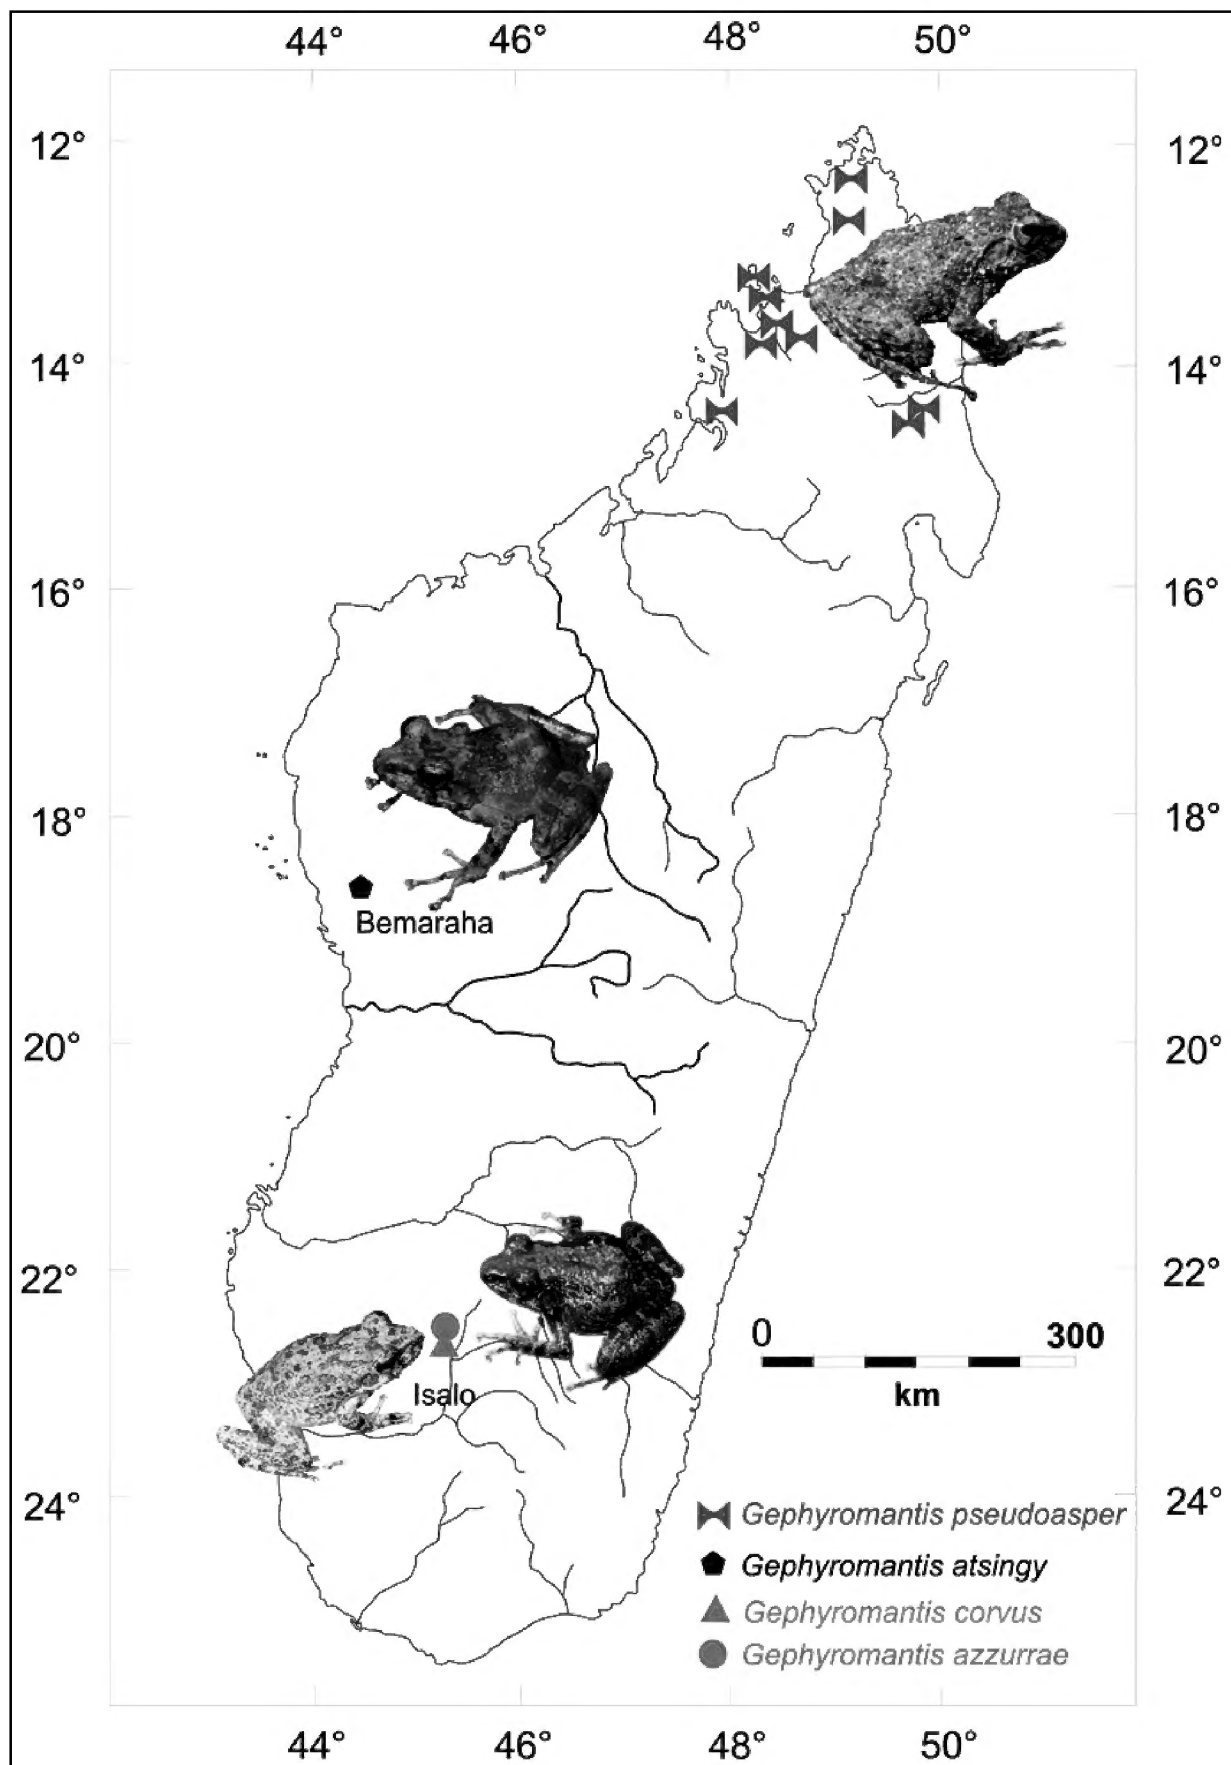 44° 46° 48° 50°
12° 12°
14° 14°
16° 16°
18° 18°
Bemaraha
20° 20°
22° 22°
0 300
km
Isalo
24° 24°
Gephyromantis pseudoasper
Gephyromantis atsingy
Gephyromantis corvus
Gephyromantis azzurrae
44° 46° 48° 50°